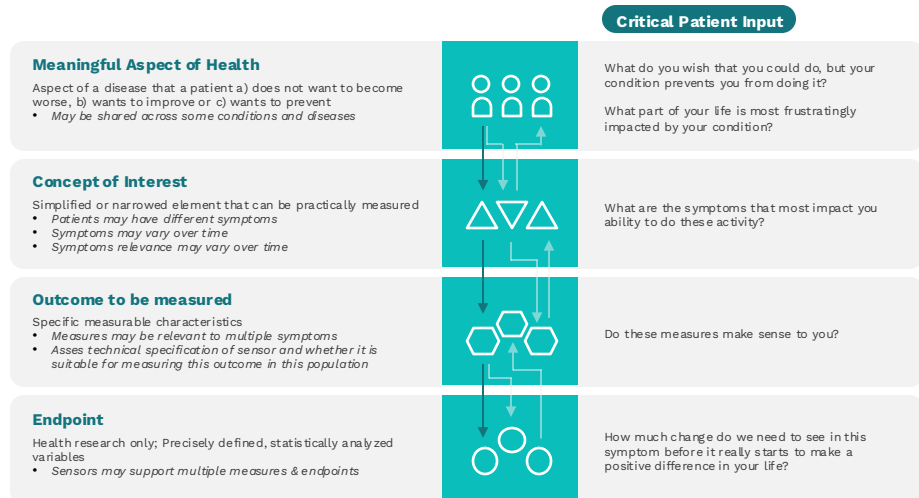 Critical Patient Input
Meaningful Aspect of Health
Aspect of a disease that a patient a) does not want to become
worse, b) wants to improve or c) wants to prevent
• May be shared across some conditions and diseases
What do you wish that you could do, but your
condition prevents you from doing it?
What part of your life is most frustratingly
impacted by your condition?
Concept of Interest
Simplified or narrowed element that can be practically measured
• Patients may have different symptoms
• Symptoms may vary over time
• Symptoms relevance may vary over time
What are the symptoms that most impact you
ability to do these activity?
Outcome to be measured
Specific measurable characteristics
• Measures may be relevant to multiple symptoms
• Asses technical specification of sensor and whether it is
suitable for measuring this outcome in this population
Do these measures make sense to you?
Endpoint
Health research only; Precisely defined, statistically analyzed
variables
• Sensors may support multiple measures & endpoints
How much change do we need to see in this
symptom before it really starts to make a
positive difference in your life?